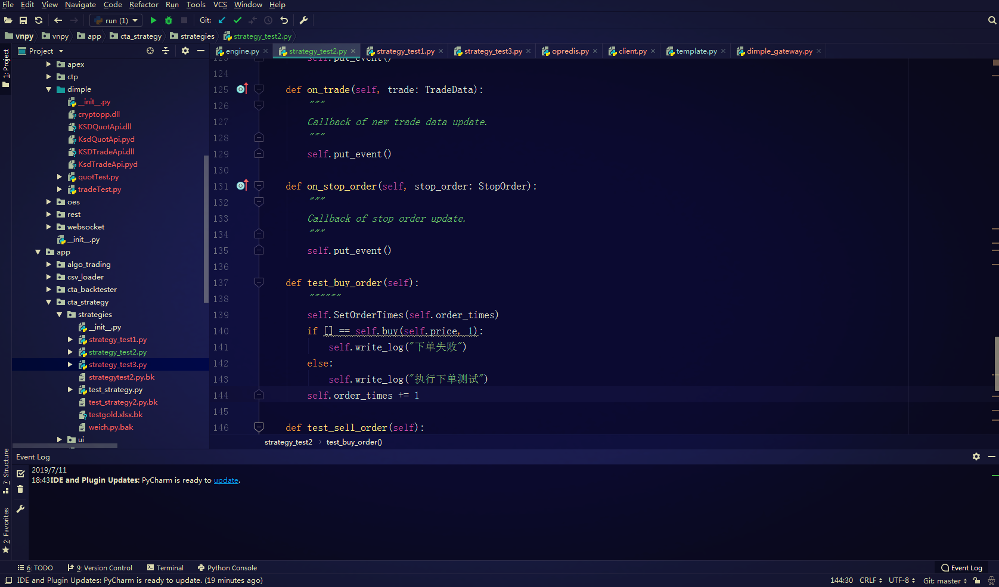 File Edit View Navigate Code Refactor Run Tools VCS Window Help
run (1) Git:
vnpy vnpy app cta_strategy strategies strategy_test2.py
1: Project
Project
engine.py strategy_test2.py strategy_test1.py strategy_test3.py opredis.py client.py template.py dimple_gateway.py
apex
ctp
dimple
__init__.py
cryptopp.dll
KSDQuotApi.dll
KsdQuotApi.pyd
KSDTradeApi.dll
KsdTradeApi.pyd
quotTest.py
tradeTest.py
oes
rest
websocket
__init__.py
app
algo_trading
csv_loader
cta_backtester
cta_strategy
strategies
__init__.py
strategy_test1.py
strategy_test2.py
strategy_test3.py
strategytest2.py.bk
test_strategy.py
test_strategy2.py.bk
testgold.xlsx.bk
weich.py.bak
ui
123 self.put_event()
124
125 def on_trade(self, trade: TradeData):
126 """
127 Callback of new trade data update.
128 """
129 self.put_event()
130
131 def on_stop_order(self, stop_order: StopOrder):
132 """
133 Callback of stop order update.
134 """
135 self.put_event()
136
137 def test_buy_order(self):
138 """"""
139 self.SetOrderTimes(self.order_times)
140 if [] == self.buy(self.price, 1):
141 self.write_log("下单失败")
142 else:
143 self.write_log("执行下单测试")
144 self.order_times += 1
145
146 def test_sell_order(self):
strategy_test2 › test_buy_order()
7: Structure
2: Favorites
Event Log
2019/7/11
18:43IDE and Plugin Updates: PyCharm is ready to update.
6: TODO 9: Version Control Terminal Python Console Event Log
IDE and Plugin Updates: PyCharm is ready to update. (19 minutes ago) 144:30 CRLF UTF-8 Git: master